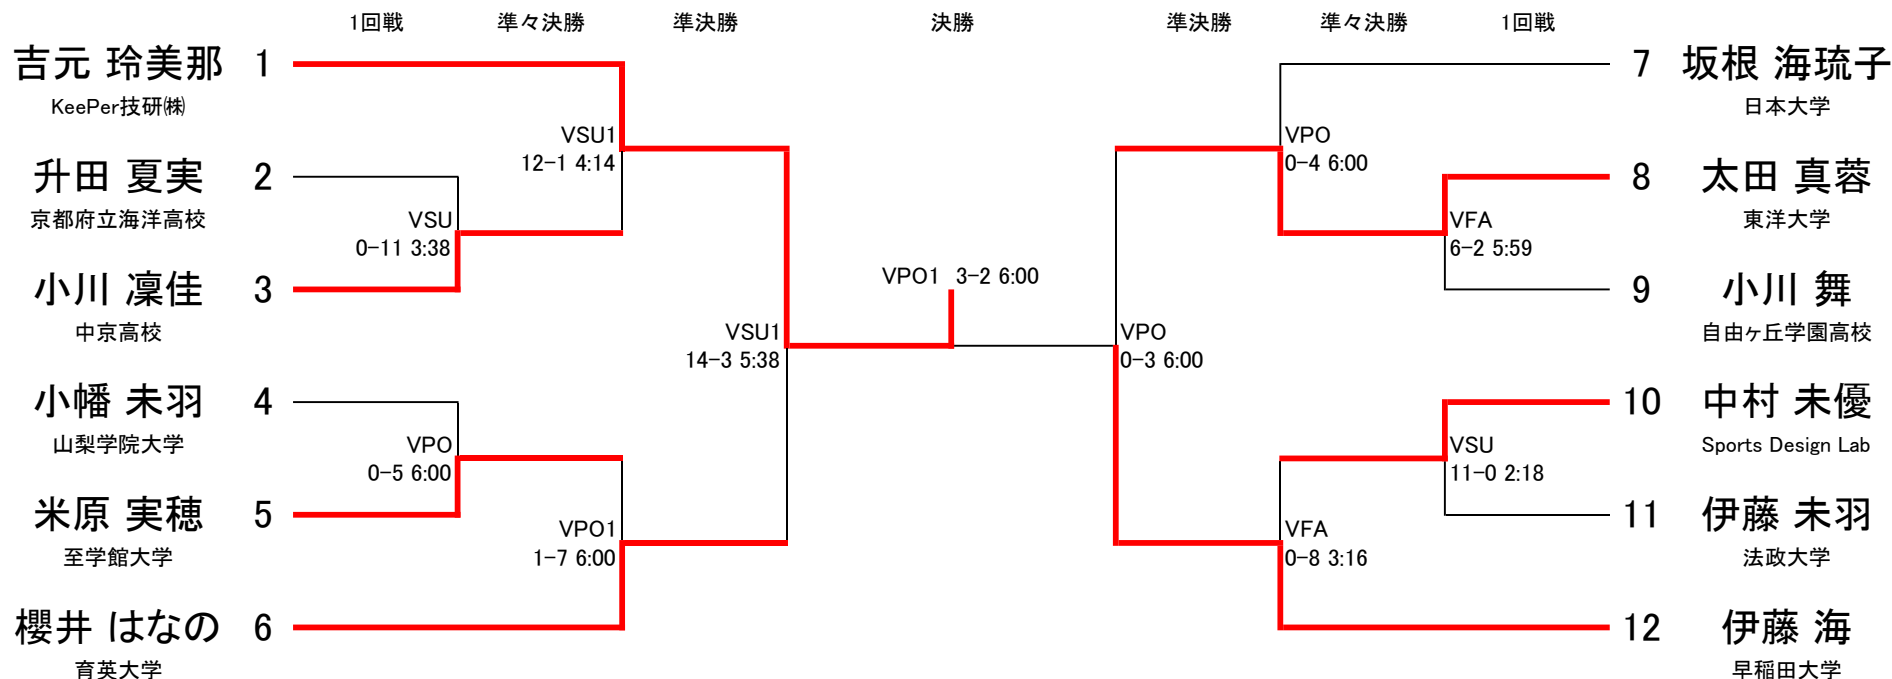 1回戦 準々決勝 準決勝 決勝 準決勝 準々決勝 1回戦
吉元 玲美那 1
KeePer技研㈱
升田 夏実 2
京都府立海洋高校
小川 凜佳 3
中京高校
小幡 未羽 4
山梨学院大学
米原 実穂 5
至学館大学
櫻井 はなの 6
育英大学
VSU
0-11 3:38
VPO
0-5 6:00
VSU1
12-1 4:14
VPO1
1-7 6:00
VSU1
14-3 5:38
VPO1 3-2 6:00
VPO
0-3 6:00
VPO
0-4 6:00
VFA
0-8 3:16
VFA
6-2 5:59
VSU
11-0 2:18
7 坂根 海琉子
日本大学
8 太田 真蓉
東洋大学
9 小川 舞
自由ヶ丘学園高校
10 中村 未優
Sports Design Lab
11 伊藤 未羽
法政大学
12 伊藤 海
早稲田大学